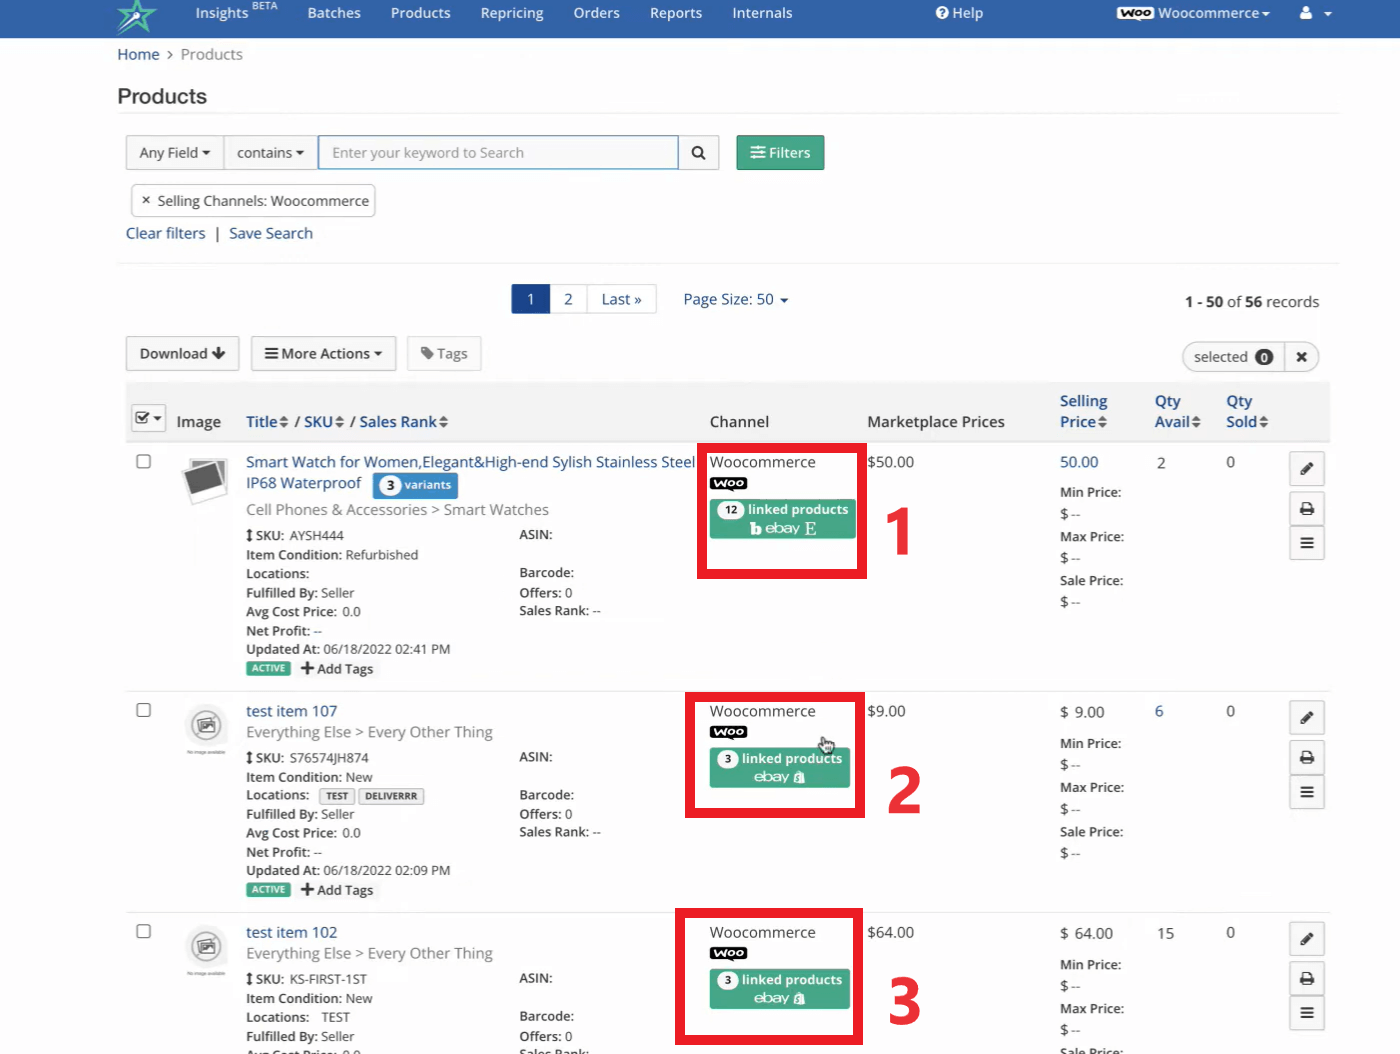 Insights BETA Batches Products Repricing Orders Reports Internals Help Woo Woocommerce
Home > Products
Products
Any Field contains Enter your keyword to Search Filters
× Selling Channels: Woocommerce
Clear filters | Save Search
1 2 Last » Page Size: 50 1 - 50 of 56 records
Download More Actions Tags selected 0 ×
Image Title / SKU / Sales Rank Channel Marketplace Prices Selling Price Qty Avail Qty Sold
Smart Watch for Women,Elegant&High-end Sylish Stainless Steel
IP68 Waterproof 3 variants
Cell Phones & Accessories > Smart Watches
SKU: AYSH444
Item Condition: Refurbished
Locations:
Fulfilled By: Seller
Avg Cost Price: 0.0
Net Profit: --
Updated At: 06/18/2022 02:41 PM
ACTIVE + Add Tags
ASIN:
Barcode:
Offers: 0
Sales Rank: --
Woocommerce
Woo
12 linked products
b ebay E
1
$50.00
50.00
Min Price:
$ --
Max Price:
$ --
Sale Price:
$ --
2
0
test item 107
Everything Else > Every Other Thing
SKU: S76574JH874
Item Condition: New
Locations: TEST DELIVERRR
Fulfilled By: Seller
Avg Cost Price: 0.0
Net Profit: --
Updated At: 06/18/2022 02:09 PM
ACTIVE + Add Tags
ASIN:
Barcode:
Offers: 0
Sales Rank: --
Woocommerce
Woo
3 linked products
ebay
2
$9.00
$ 9.00
Min Price:
$ --
Max Price:
$ --
Sale Price:
$ --
6
0
test item 102
Everything Else > Every Other Thing
SKU: KS-FIRST-1ST
Item Condition: New
Locations: TEST
Fulfilled By: Seller
Avg Cost Price: 0.0
ASIN:
Barcode:
Offers: 0
Sales Rank: --
Woocommerce
Woo
3 linked products
ebay
3
$64.00
$ 64.00
Min Price:
$ --
Max Price:
$ --
Sale Price:
15
0